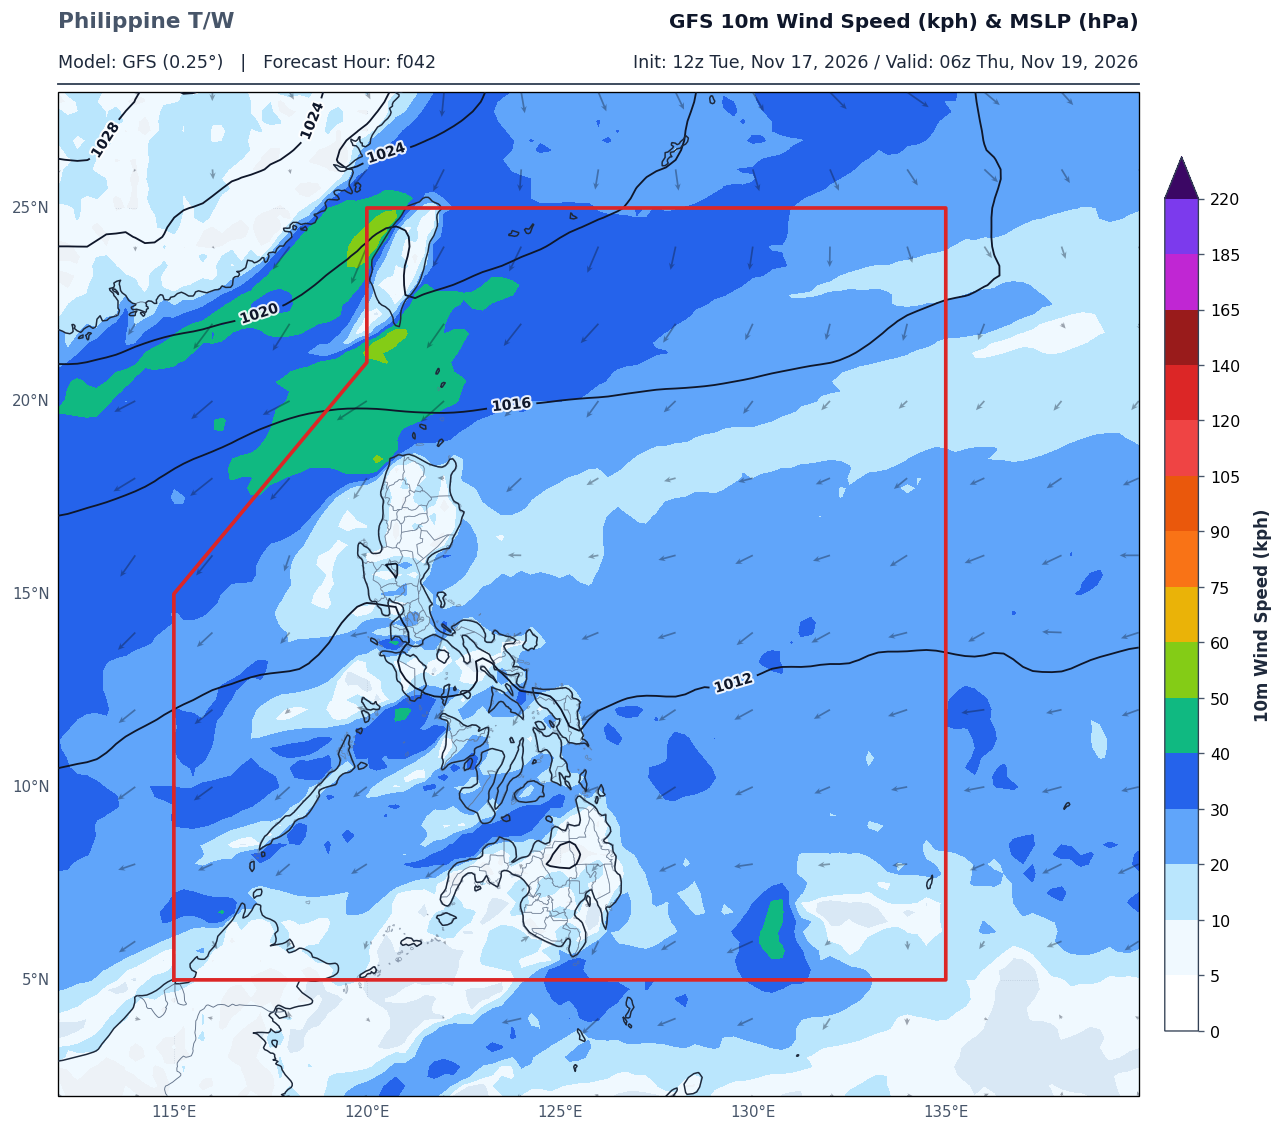 Philippine T/W
GFS 10m Wind Speed (kph) & MSLP (hPa)
Model: GFS (0.25°)   |   Forecast Hour: f042
Init: 12z Tue, Nov 17, 2026 / Valid: 06z Thu, Nov 19, 2026
1028
1024
1024
1020
1016
1012
25°N
20°N
15°N
10°N
5°N
115°E
120°E
125°E
130°E
135°E
220
185
165
140
120
105
90
75
60
50
40
30
20
10
5
0
10m Wind Speed (kph)